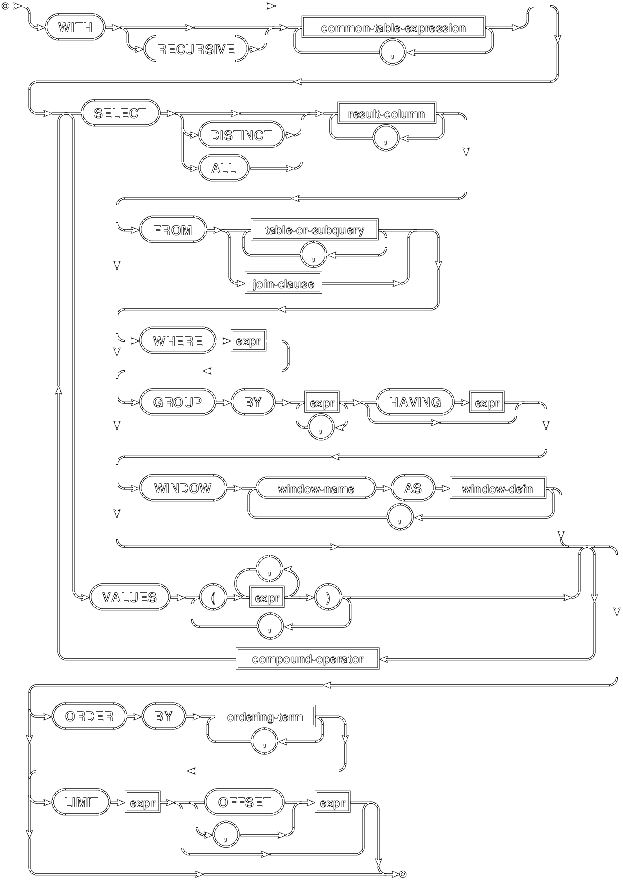 WITH RECURSIVE common-table-expression ,
SELECT DISTINCT ALL result-column ,
FROM table-or-subquery , join-clause
WHERE expr
GROUP BY expr , HAVING expr
WINDOW window-name AS window-defn ,
VALUES ( expr , ) ,
compound-operator
ORDER BY ordering-term ,
LIMIT expr OFFSET , expr